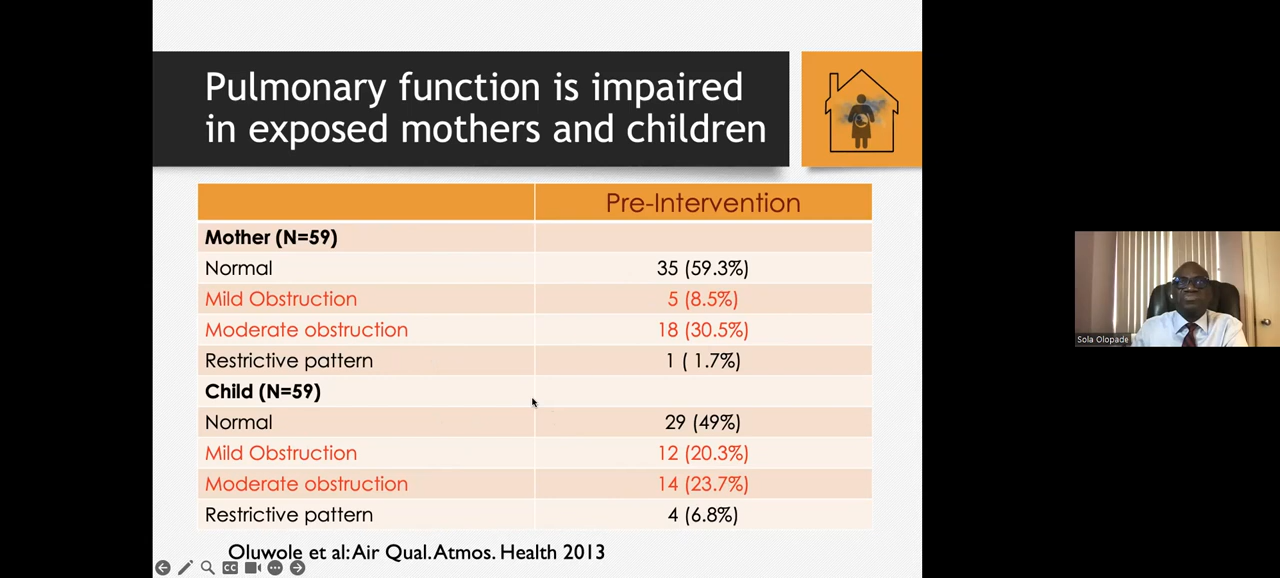 Pulmonary function is impaired
in exposed mothers and children
Pre-Intervention
Mother (N=59)
Normal 35 (59.3%)
Mild Obstruction 5 (8.5%)
Moderate obstruction 18 (30.5%)
Restrictive pattern 1 ( 1.7%)
Child (N=59)
Normal 29 (49%)
Mild Obstruction 12 (20.3%)
Moderate obstruction 14 (23.7%)
Restrictive pattern 4 (6.8%)
Oluwole et al: Air Qual. Atmos. Health 2013
CC
Sola Olopade